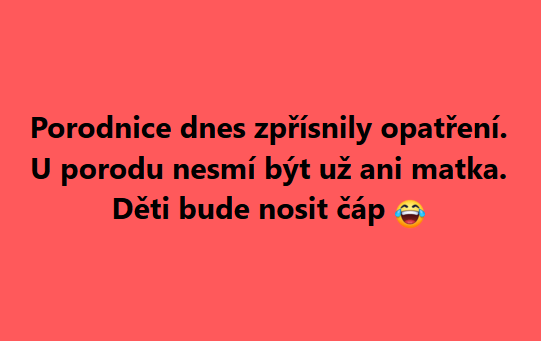 Porodnice dnes zpřísnily opatření.
U porodu nesmí být už ani matka.
Děti bude nosit čáp 😂